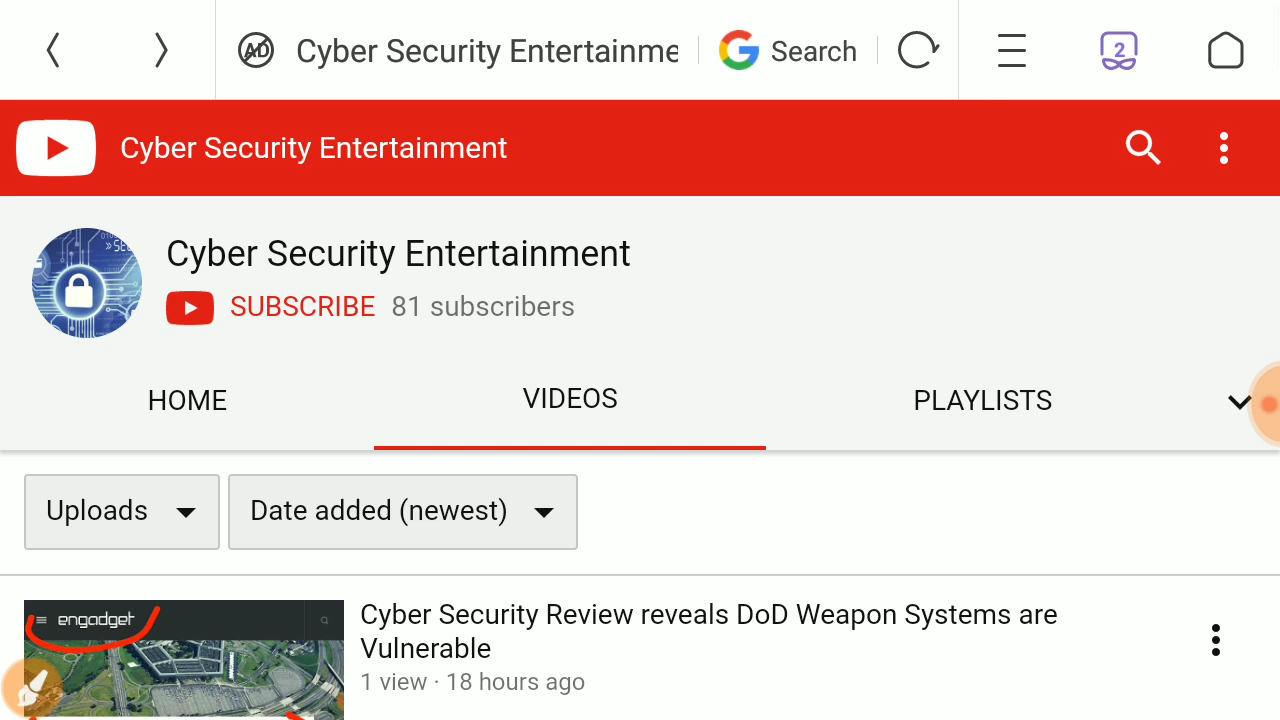 AD
Cyber Security Entertainme
Search
2
Cyber Security Entertainment
Cyber Security Entertainment
SUBSCRIBE 81 subscribers
HOME
VIDEOS
PLAYLISTS
Uploads
Date added (newest)
engadget
Cyber Security Review reveals DoD Weapon Systems are
Vulnerable
1 view · 18 hours ago